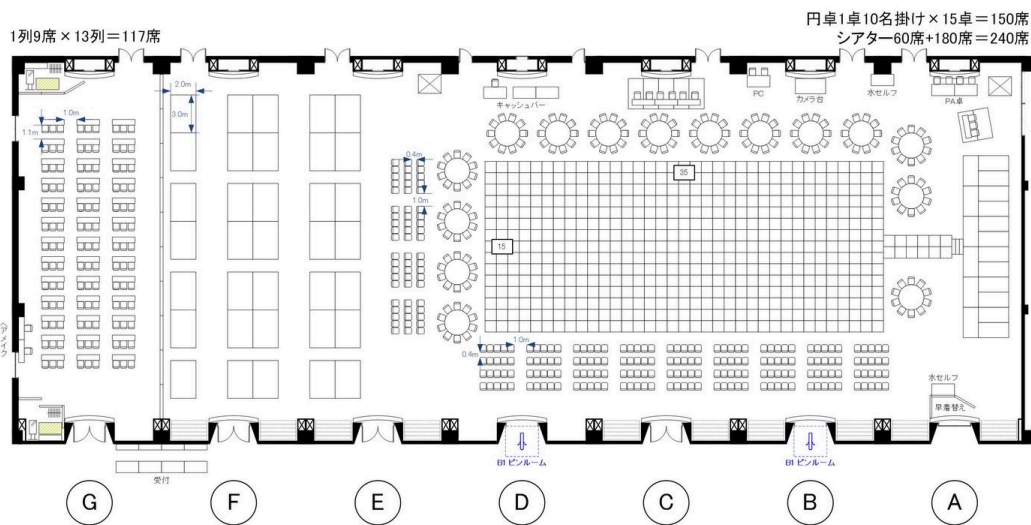 円卓1卓10名掛け×15卓=150席
1列9席×13列=117席
シアター60席+180席=240席
2.0m
3.0m
1.0m
1.1m
キャッシュバー
PC
カメラ台
水セルフ
PA卓
0.4m
1.0m
35
15
ヘアメイク
1.0m
0.4m
水セルフ
早着替え
受付
B1 ピンルーム
B1 ピンルーム
G
F
E
D
C
B
A